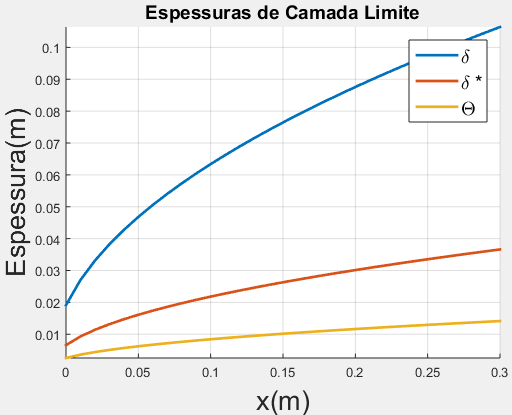 Espessuras de Camada Limite
Espessura(m)
0.1
0.09
0.08
0.07
0.06
0.05
0.04
0.03
0.02
0.01
δ
δ *
Θ
0 0.05 0.1 0.15 0.2 0.25 0.3
x(m)